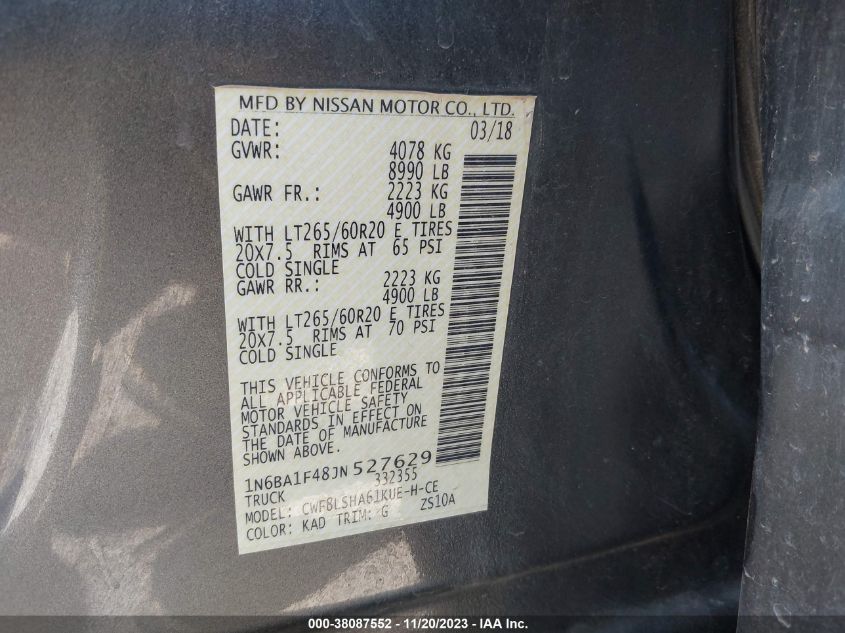 MFD BY NISSAN MOTOR CO., LTD.
DATE: 03/18
GVWR: 4078 KG
8990 LB
GAWR FR.: 2223 KG
4900 LB
WITH LT265/60R20 E TIRES
20X7.5 RIMS AT 65 PSI
COLD SINGLE
GAWR RR.: 2223 KG
4900 LB
WITH LT265/60R20 E TIRES
20X7.5 RIMS AT 70 PSI
COLD SINGLE
THIS VEHICLE CONFORMS TO
ALL APPLICABLE FEDERAL
MOTOR VEHICLE SAFETY
STANDARDS IN EFFECT ON
THE DATE OF MANUFACTURE
SHOWN ABOVE.
1N6BA1F48JN527629
TRUCK 332355
MODEL: CWF8LSHA61KUE-H-CE
COLOR: KAD TRIM: G ZS10A
000-38087552 - 11/20/2023 - IAA Inc.